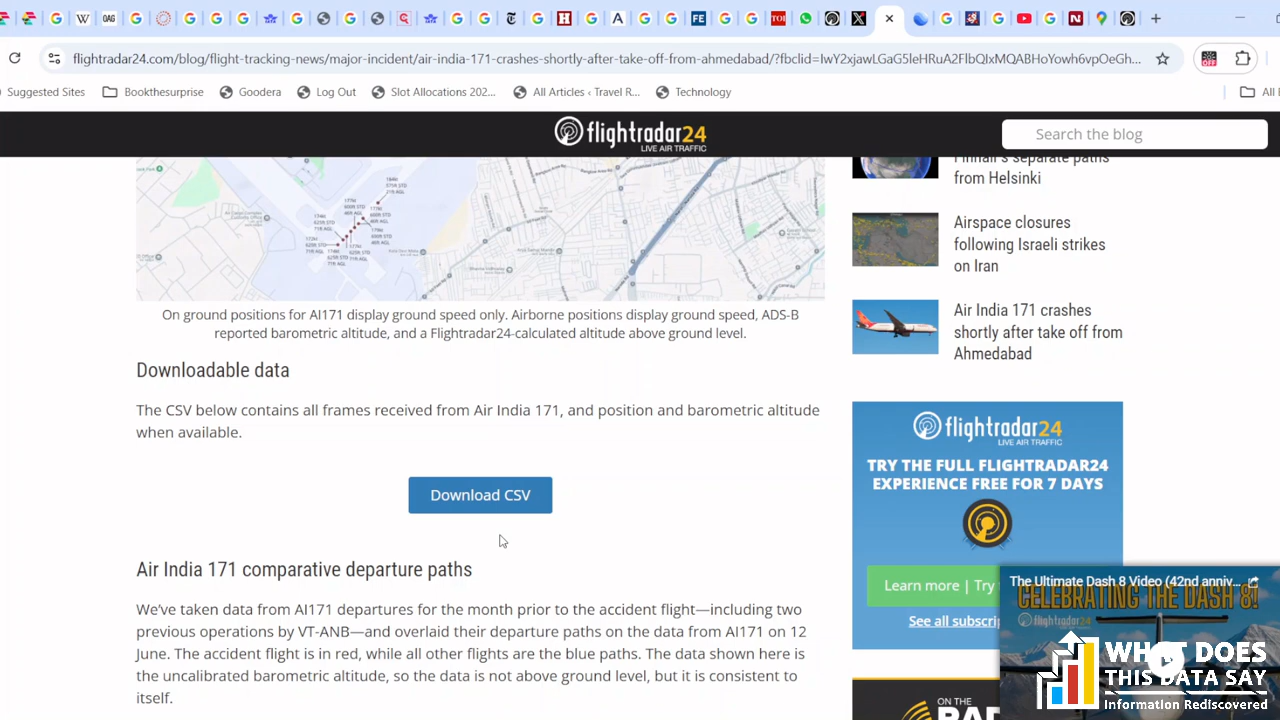 W
OAG
H
A
FE
TOI
X
N
flightradar24.com/blog/flight-tracking-news/major-incident/air-india-171-crashes-shortly-after-take-off-from-ahmedabad/?fbclid=IwY2xjawLGaG5leHRuA2FlbQIxMQABHoYowh6vpOeGh...
OFF
Suggested Sites
Bookthesurprise
Goodera
Log Out
Slot Allocations 202...
All Articles ‹ Travel R...
Technology
All
flightradar24
LIVE AIR TRAFFIC
Search the blog
Finnair's separate paths
from Helsinki
Airspace closures
following Israeli strikes
on Iran
Air India 171 crashes
shortly after take off from
Ahmedabad
On ground positions for AI171 display ground speed only. Airborne positions display ground speed, ADS-B
reported barometric altitude, and a Flightradar24-calculated altitude above ground level.
Downloadable data
The CSV below contains all frames received from Air India 171, and position and barometric altitude
when available.
Download CSV
Air India 171 comparative departure paths
We've taken data from AI171 departures for the month prior to the accident flight—including two
previous operations by VT-ANB—and overlaid their departure paths on the data from AI171 on 12
June. The accident flight is in red, while all other flights are the blue paths. The data shown here is
the uncalibrated barometric altitude, so the data is not above ground level, but it is consistent to
itself.
flightradar24
LIVE AIR TRAFFIC
TRY THE FULL FLIGHTRADAR24
EXPERIENCE FREE FOR 7 DAYS
Learn more | Try
See all subscri
ON THE
The Ultimate Dash 8 Video (42nd anniv...
CELEBRATING THE DASH 8!
flightradar24
WHAT DOES
THIS DATA SAY
Information Rediscovered